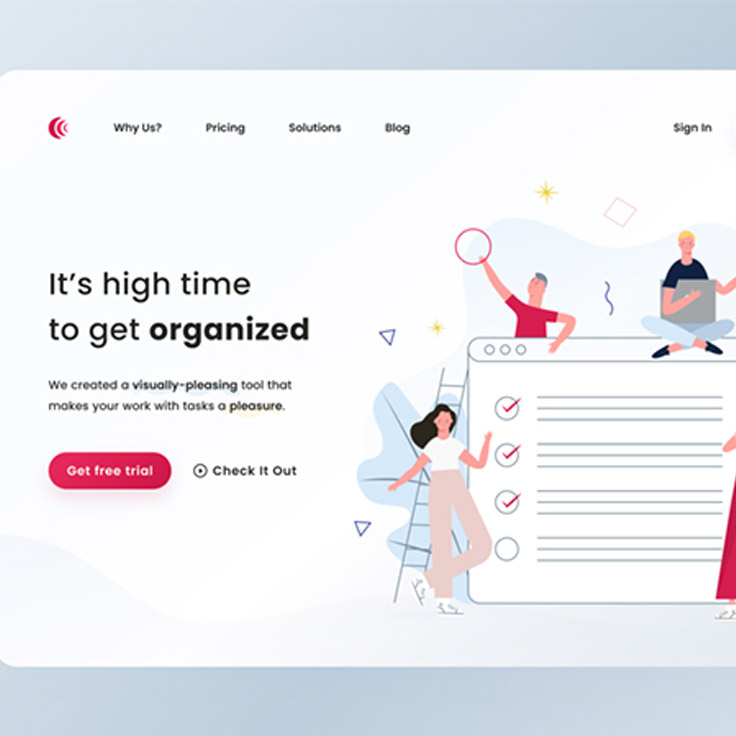 Why Us? Pricing Solutions Blog Sign In
It's high time
to get organized
We created a visually-pleasing tool that
makes your work with tasks a pleasure.
Get free trial Check It Out